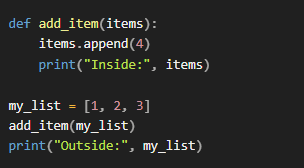 def add_item(items):
    items.append(4)
    print("Inside:", items)

my_list = [1, 2, 3]
add_item(my_list)
print("Outside:", my_list)